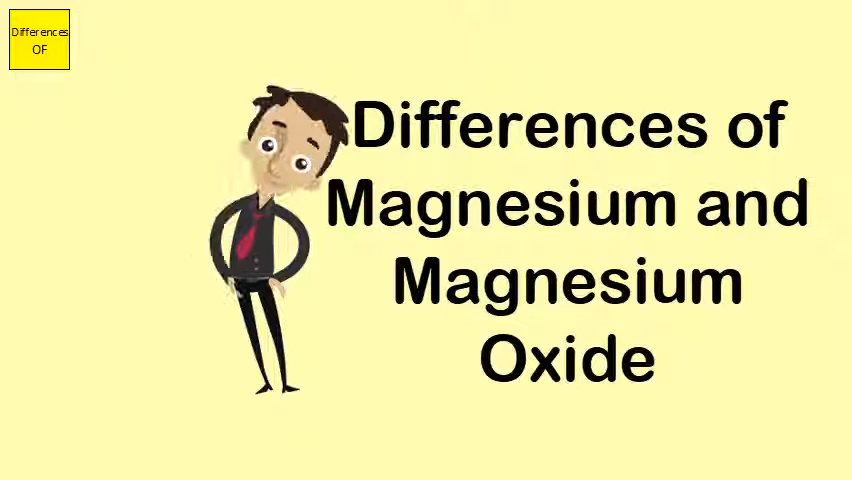 Differences
OF
Differences of
Magnesium and
Magnesium
Oxide